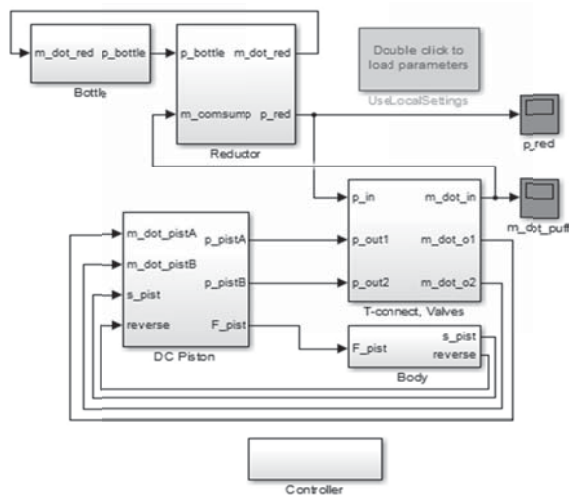 m_dot_red p_bottle
Bottle
p_bottle m_dot_red
m_comsump p_red
Reductor
Double click to
load parameters
UseLocalSettings
p_red
m_dot_puff
p_in m_dot_in
p_out1 m_dot_o1
p_out2 m_dot_o2
T-connect, Valves
m_dot_pistA p_pistA
m_dot_pistB p_pistB
s_pist
reverse F_pist
DC Piston
F_pist s_pist
reverse
Body
Controller